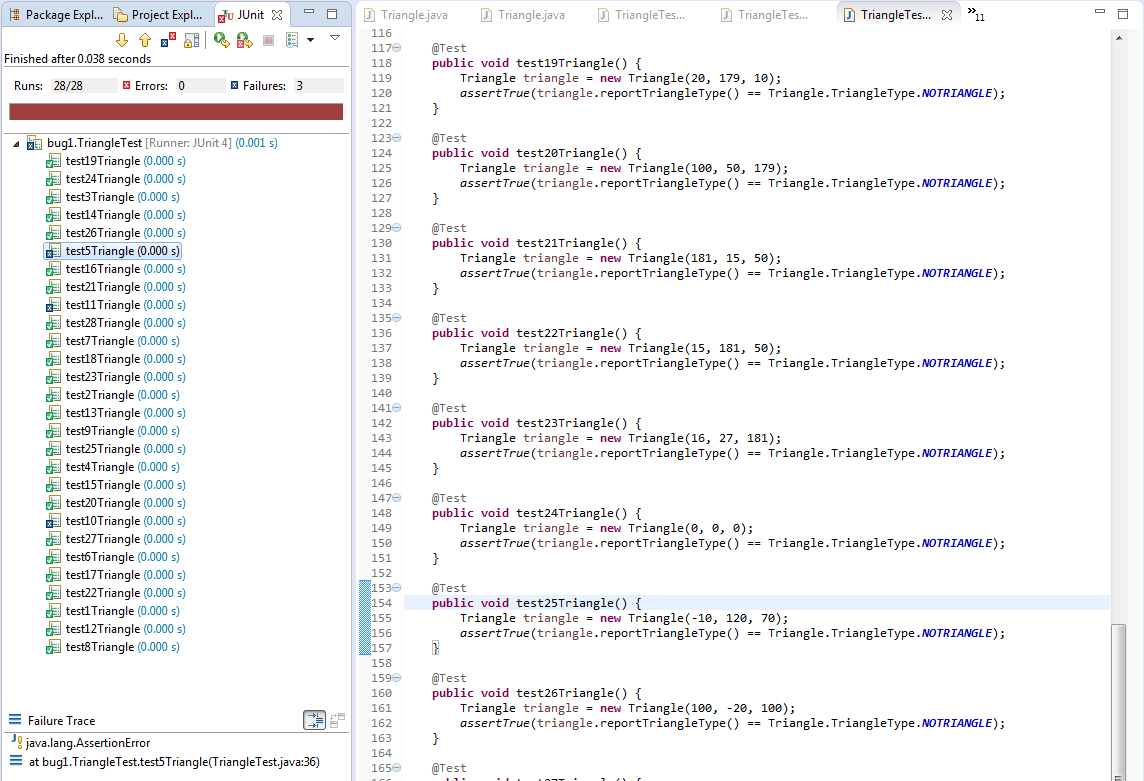 Package Expl...
Project Expl...
JUnit
Finished after 0.038 seconds
Runs: 28/28
Errors: 0
Failures: 3
bug1.TriangleTest [Runner: JUnit 4] (0.001 s)
test19Triangle (0.000 s)
test24Triangle (0.000 s)
test3Triangle (0.000 s)
test14Triangle (0.000 s)
test26Triangle (0.000 s)
test5Triangle (0.000 s)
test16Triangle (0.000 s)
test21Triangle (0.000 s)
test11Triangle (0.000 s)
test28Triangle (0.000 s)
test7Triangle (0.000 s)
test18Triangle (0.000 s)
test23Triangle (0.000 s)
test2Triangle (0.000 s)
test13Triangle (0.000 s)
test9Triangle (0.000 s)
test25Triangle (0.000 s)
test4Triangle (0.000 s)
test15Triangle (0.000 s)
test20Triangle (0.000 s)
test10Triangle (0.000 s)
test27Triangle (0.000 s)
test6Triangle (0.000 s)
test17Triangle (0.000 s)
test22Triangle (0.000 s)
test1Triangle (0.000 s)
test12Triangle (0.000 s)
test8Triangle (0.000 s)
Failure Trace
java.lang.AssertionError
at bug1.TriangleTest.test5Triangle(TriangleTest.java:36)
Triangle.java
Triangle.java
TriangleTes...
TriangleTes...
TriangleTes...
»11
116
117 @Test
118 public void test19Triangle() {
119 Triangle triangle = new Triangle(20, 179, 10);
120 assertTrue(triangle.reportTriangleType() == Triangle.TriangleType.NOTRIANGLE);
121 }
122
123 @Test
124 public void test20Triangle() {
125 Triangle triangle = new Triangle(100, 50, 179);
126 assertTrue(triangle.reportTriangleType() == Triangle.TriangleType.NOTRIANGLE);
127 }
128
129 @Test
130 public void test21Triangle() {
131 Triangle triangle = new Triangle(181, 15, 50);
132 assertTrue(triangle.reportTriangleType() == Triangle.TriangleType.NOTRIANGLE);
133 }
134
135 @Test
136 public void test22Triangle() {
137 Triangle triangle = new Triangle(15, 181, 50);
138 assertTrue(triangle.reportTriangleType() == Triangle.TriangleType.NOTRIANGLE);
139 }
140
141 @Test
142 public void test23Triangle() {
143 Triangle triangle = new Triangle(16, 27, 181);
144 assertTrue(triangle.reportTriangleType() == Triangle.TriangleType.NOTRIANGLE);
145 }
146
147 @Test
148 public void test24Triangle() {
149 Triangle triangle = new Triangle(0, 0, 0);
150 assertTrue(triangle.reportTriangleType() == Triangle.TriangleType.NOTRIANGLE);
151 }
152
153 @Test
154 public void test25Triangle() {
155 Triangle triangle = new Triangle(-10, 120, 70);
156 assertTrue(triangle.reportTriangleType() == Triangle.TriangleType.NOTRIANGLE);
157 }
158
159 @Test
160 public void test26Triangle() {
161 Triangle triangle = new Triangle(100, -20, 100);
162 assertTrue(triangle.reportTriangleType() == Triangle.TriangleType.NOTRIANGLE);
163 }
164
165 @Test